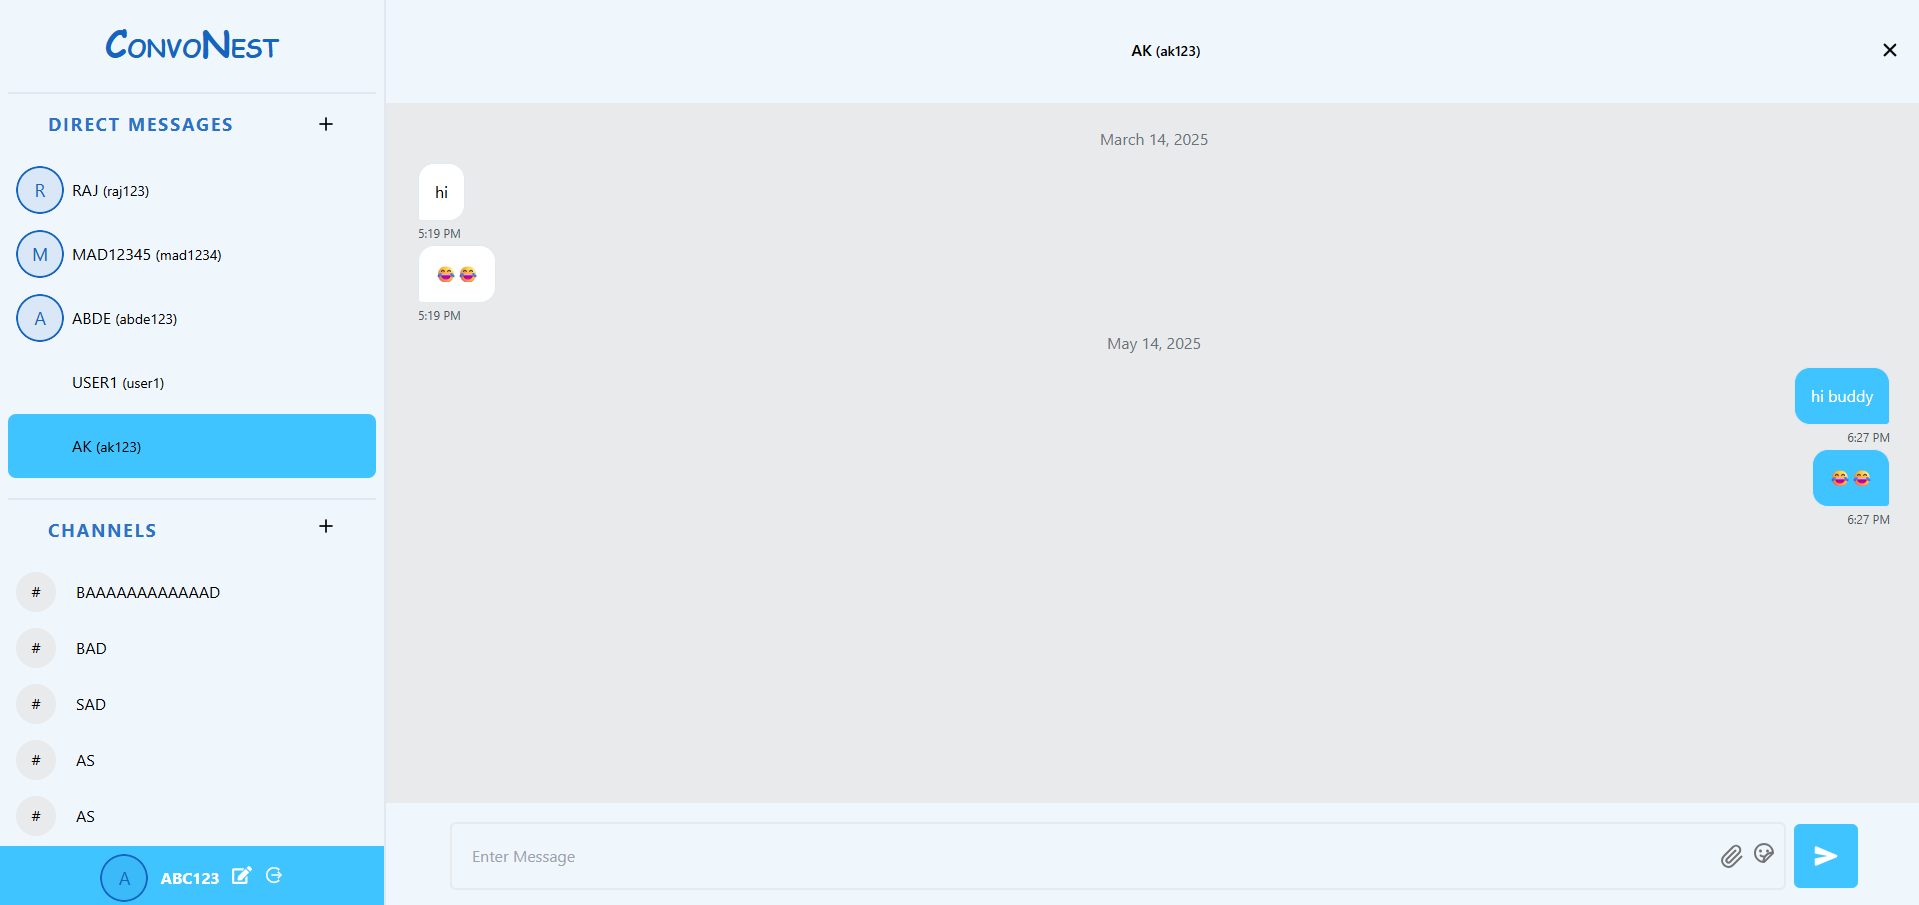 ConvoNest
DIRECT MESSAGES
R RAJ (raj123)
M MAD12345 (mad1234)
A ABDE (abde123)
USER1 (user1)
AK (ak123)
CHANNELS
# BAAAAAAAAAAAAD
# BAD
# SAD
# AS
# AS
A ABC123
AK (ak123)
March 14, 2025
hi
5:19 PM
😂😂
5:19 PM
May 14, 2025
hi buddy
6:27 PM
😂😂
6:27 PM
Enter Message